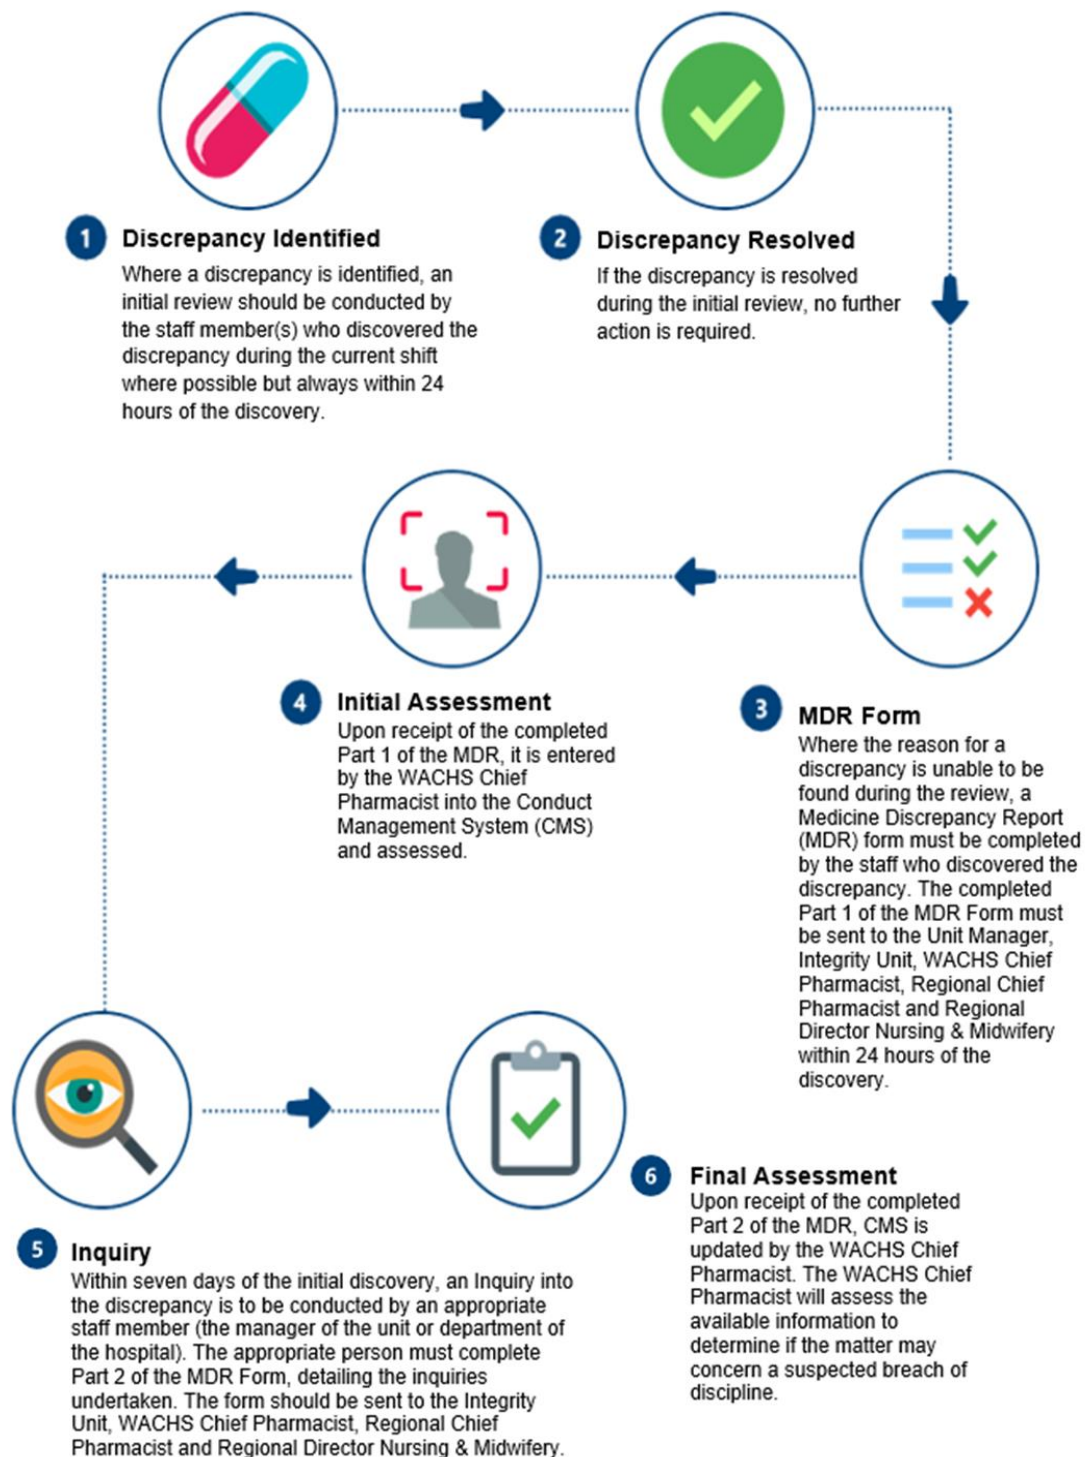 1 Discrepancy Identified
Where a discrepancy is identified, an
initial review should be conducted by
the staff member(s) who discovered the
discrepancy during the current shift
where possible but always within 24
hours of the discovery.
2 Discrepancy Resolved
If the discrepancy is resolved
during the initial review, no further
action is required.
3 MDR Form
Where the reason for a
discrepancy is unable to be
found during the review, a
Medicine Discrepancy Report
(MDR) form must be completed
by the staff who discovered the
discrepancy. The completed
Part 1 of the MDR Form must
be sent to the Unit Manager,
Integrity Unit, WACHS Chief
Pharmacist, Regional Chief
Pharmacist and Regional
Director Nursing & Midwifery
within 24 hours of the
discovery.
4 Initial Assessment
Upon receipt of the completed
Part 1 of the MDR, it is entered
by the WACHS Chief
Pharmacist into the Conduct
Management System (CMS)
and assessed.
5 Inquiry
Within seven days of the initial discovery, an Inquiry into
the discrepancy is to be conducted by an appropriate
staff member (the manager of the unit or department of
the hospital). The appropriate person must complete
Part 2 of the MDR Form, detailing the inquiries
undertaken. The form should be sent to the Integrity
Unit, WACHS Chief Pharmacist, Regional Chief
Pharmacist and Regional Director Nursing & Midwifery.
6 Final Assessment
Upon receipt of the completed
Part 2 of the MDR, CMS is
updated by the WACHS Chief
Pharmacist. The WACHS Chief
Pharmacist will assess the
available information to
determine if the matter may
concern a suspected breach of
discipline.